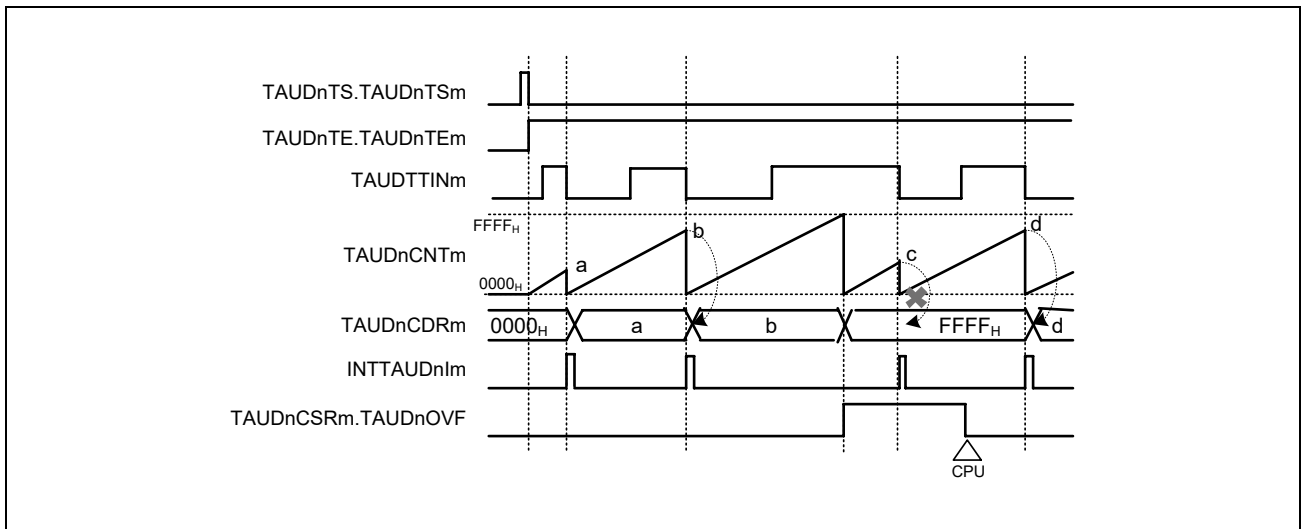 TAUDnTS.TAUDnTSm
TAUDnTE.TAUDnTEm
TAUDTTINm
FFFFH
b
d
TAUDnCNTm
a
c
0000H
TAUDnCDRm
0000H
a
b
FFFFH
d
INTTAUDnIm
TAUDnCSRm.TAUDnOVF
CPU